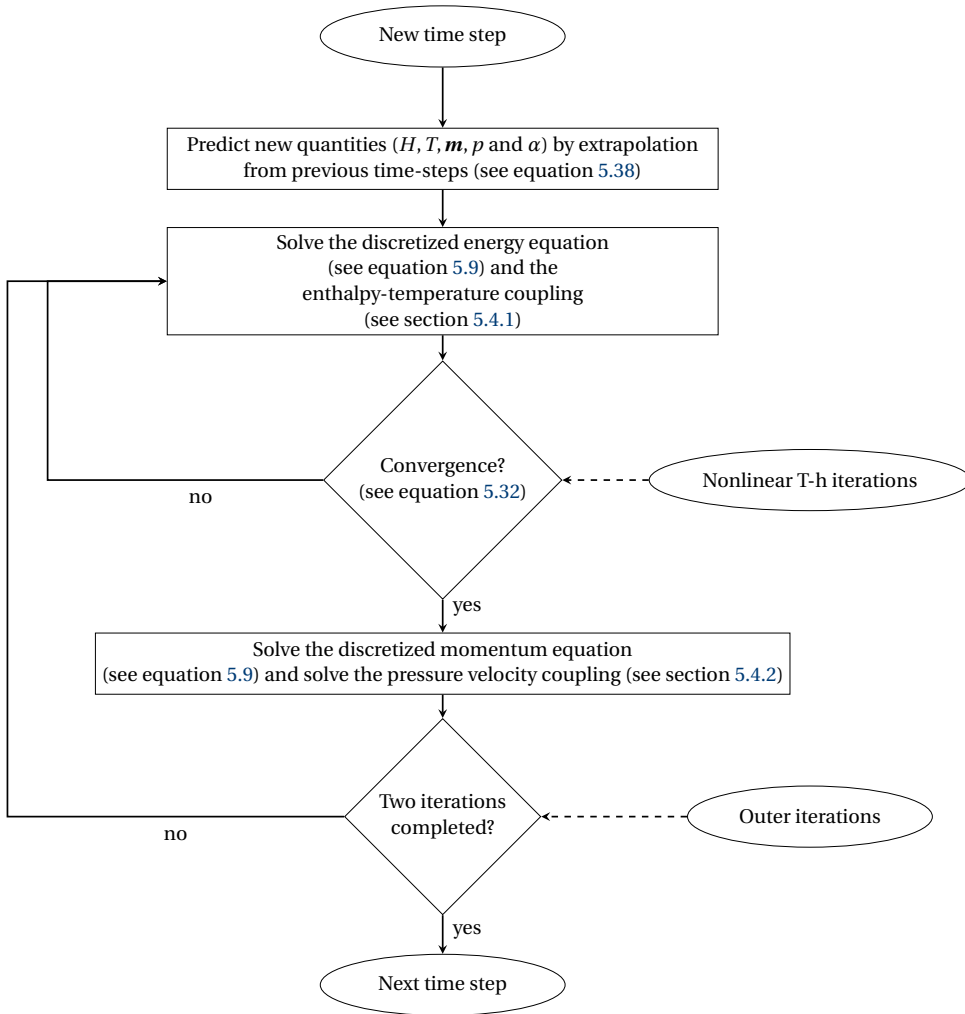 New time step
Predict new quantities (H, T, m, p and α) by extrapolation
from previous time-steps (see equation 5.38)
Solve the discretized energy equation
(see equation 5.9) and the
enthalpy-temperature coupling
(see section 5.4.1)
Convergence?
(see equation 5.32)
Nonlinear T-h iterations
no
yes
Solve the discretized momentum equation
(see equation 5.9) and solve the pressure velocity coupling (see section 5.4.2)
Two iterations
completed?
Outer iterations
no
yes
Next time step